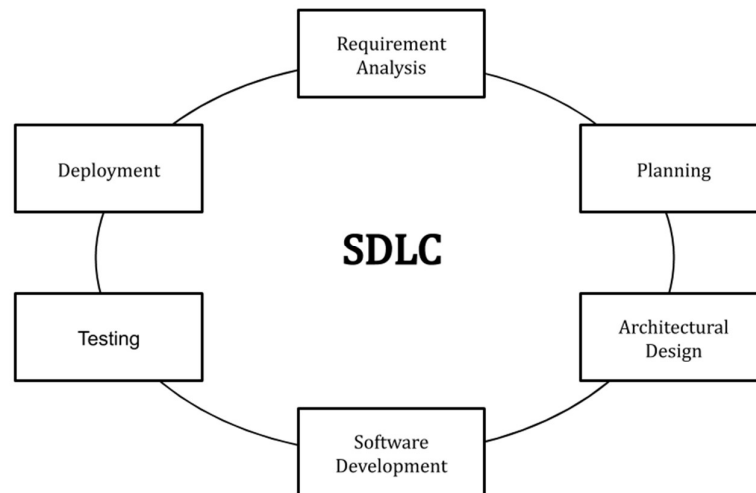 Requirement
Analysis
Deployment
Planning
SDLC
Testing
Architectural
Design
Software
Development